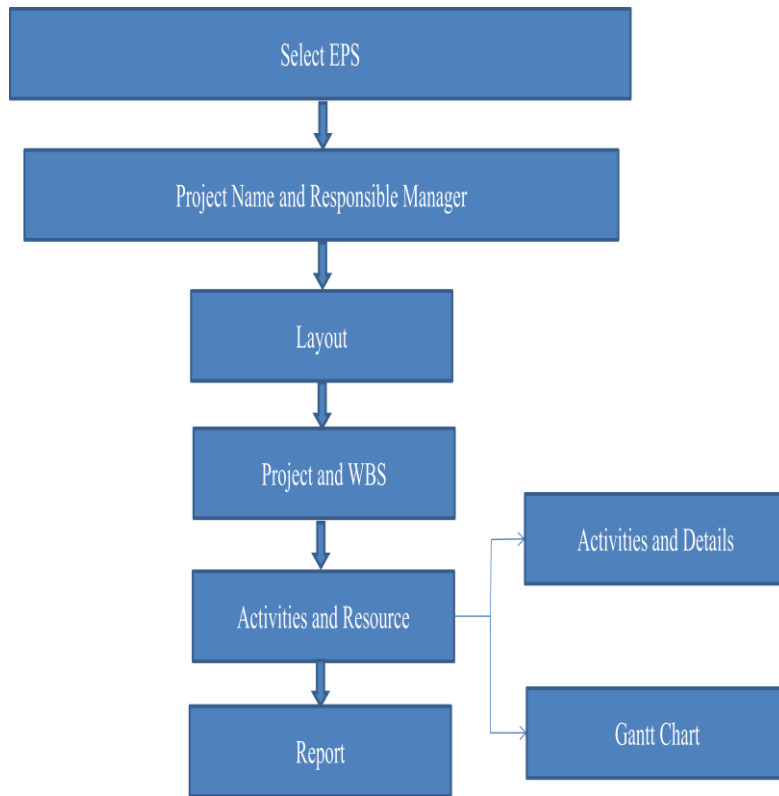 Select EPS
Project Name and Responsible Manager
Layout
Project and WBS
Activities and Details
Activities and Resource
Gantt Chart
Report